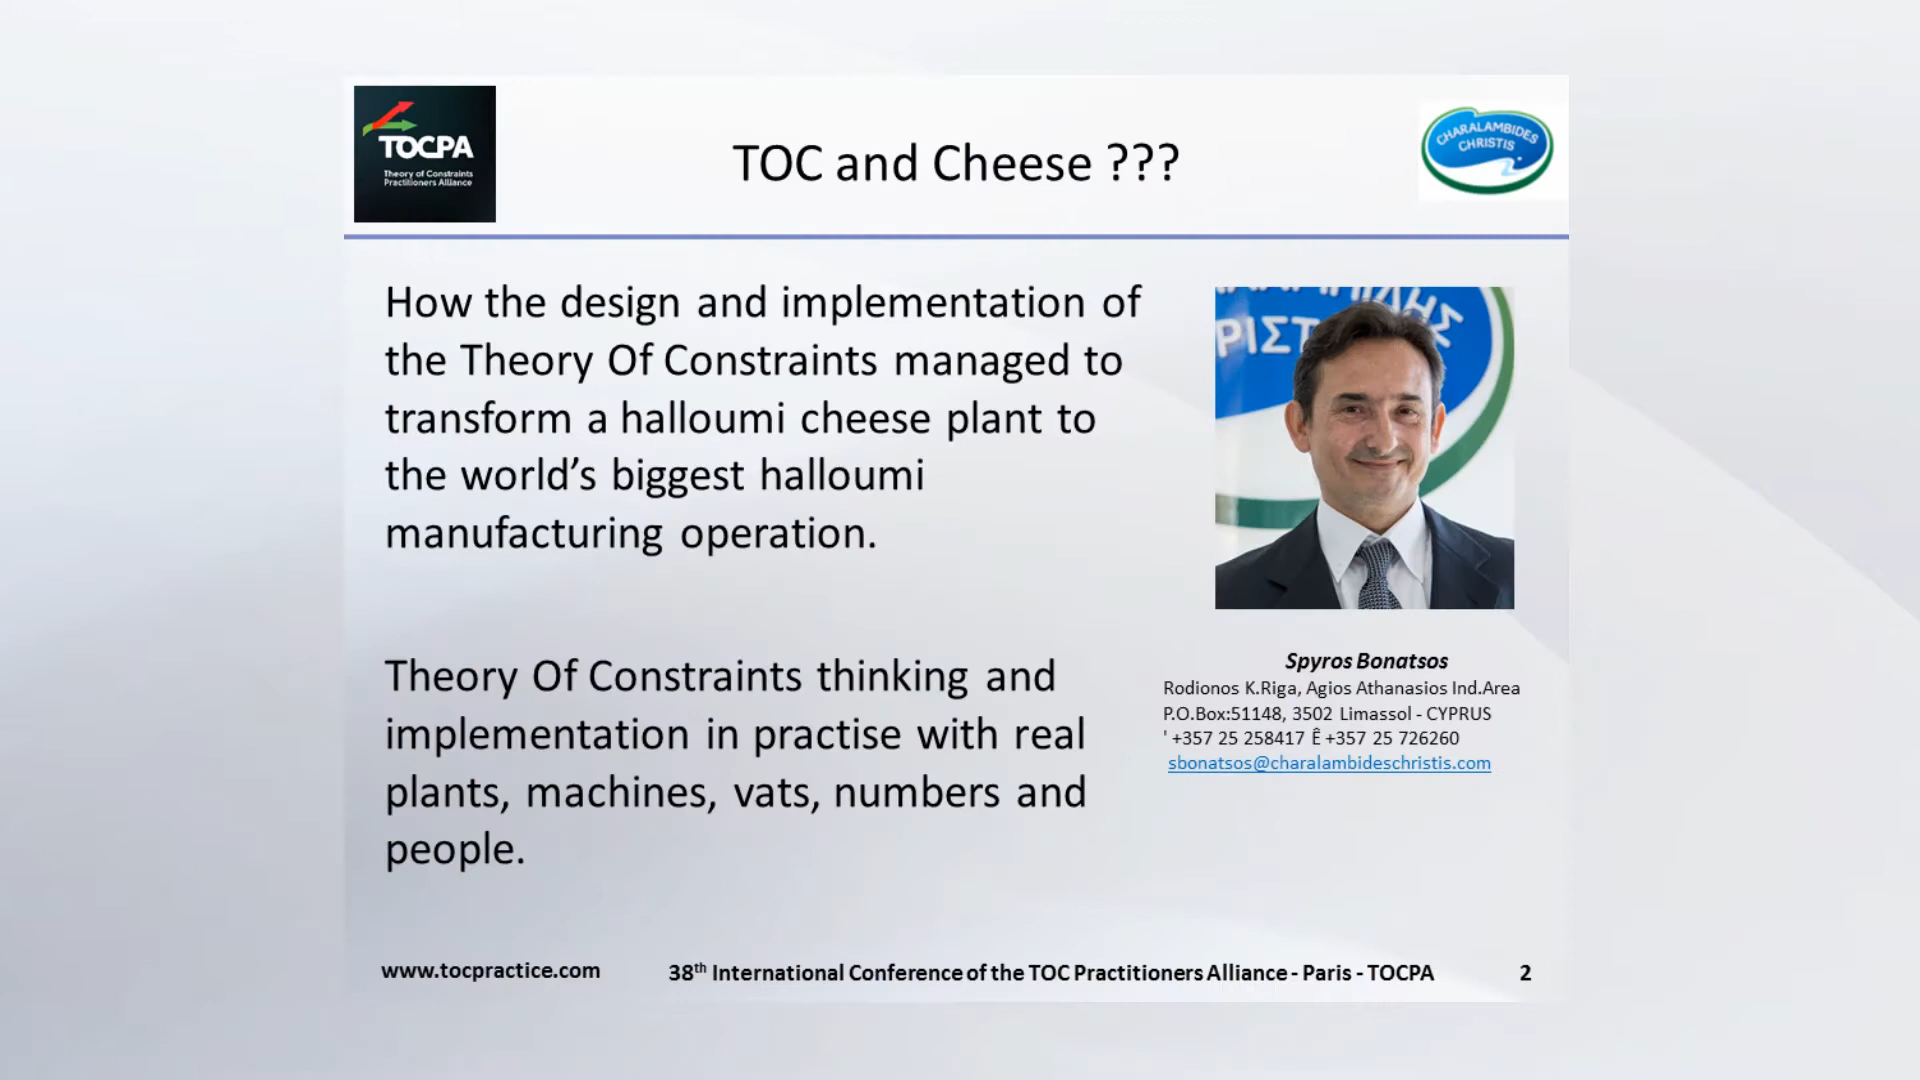 TOCPA
Theory of Constraints
Practitioners Alliance
TOC and Cheese ???
CHARALAMBIDES
CHRISTIS
How the design and implementation of
the Theory Of Constraints managed to
transform a halloumi cheese plant to
the world’s biggest halloumi
manufacturing operation.
Theory Of Constraints thinking and
implementation in practise with real
plants, machines, vats, numbers and
people.
ΡΙΣΤ
Spyros Bonatsos
Rodionos K.Riga, Agios Athanasios Ind.Area
P.O.Box:51148, 3502 Limassol - CYPRUS
' +357 25 258417 Ê +357 25 726260
sbonatsos@charalambideschristis.com
www.tocpractice.com
38th International Conference of the TOC Practitioners Alliance - Paris - TOCPA
2